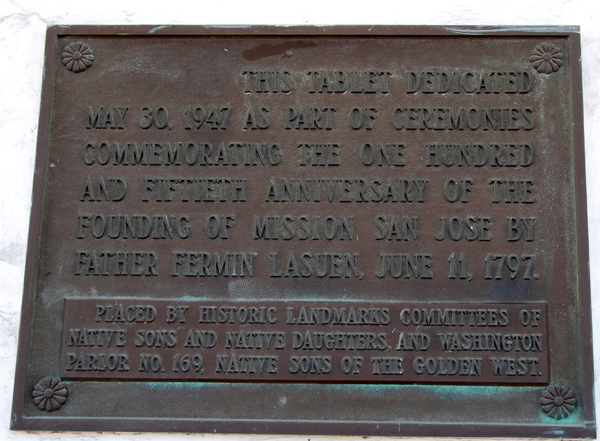 THIS TABLET DEDICATED
MAY 30, 1947 AS PART OF CEREMONIES
COMMEMORATING THE ONE HUNDRED
AND FIFTIETH ANNIVERSARY OF THE
FOUNDING OF MISSION SAN JOSE BY
FATHER FERMIN LASUEN, JUNE 11, 1797.
PLACED BY HISTORIC LANDMARKS COMMITTEES OF
NATIVE SONS AND NATIVE DAUGHTERS, AND WASHINGTON
PARLOR NO. 169, NATIVE SONS OF THE GOLDEN WEST.